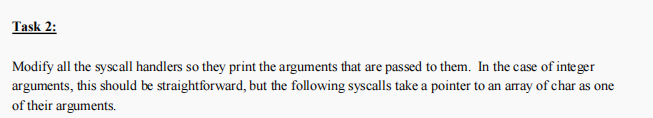 Task 2:
Modify all the syscall handlers so they print the arguments that are passed to them. In the case of integer
arguments, this should be straightforward, but the following syscalls take a pointer to an array of char as one
of their arguments.